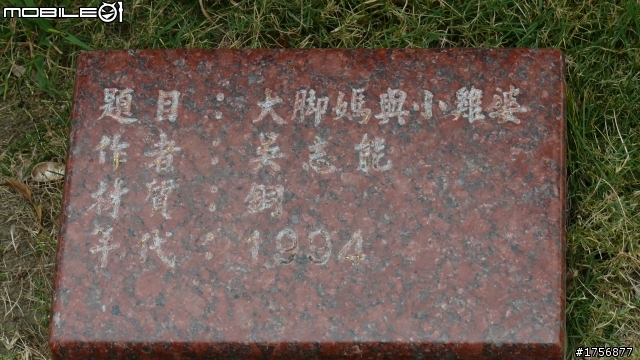 MOBILE01
題目：大脚媽與小雞婆
作者：吳志能
材質：銅
年代：1994
#1756877